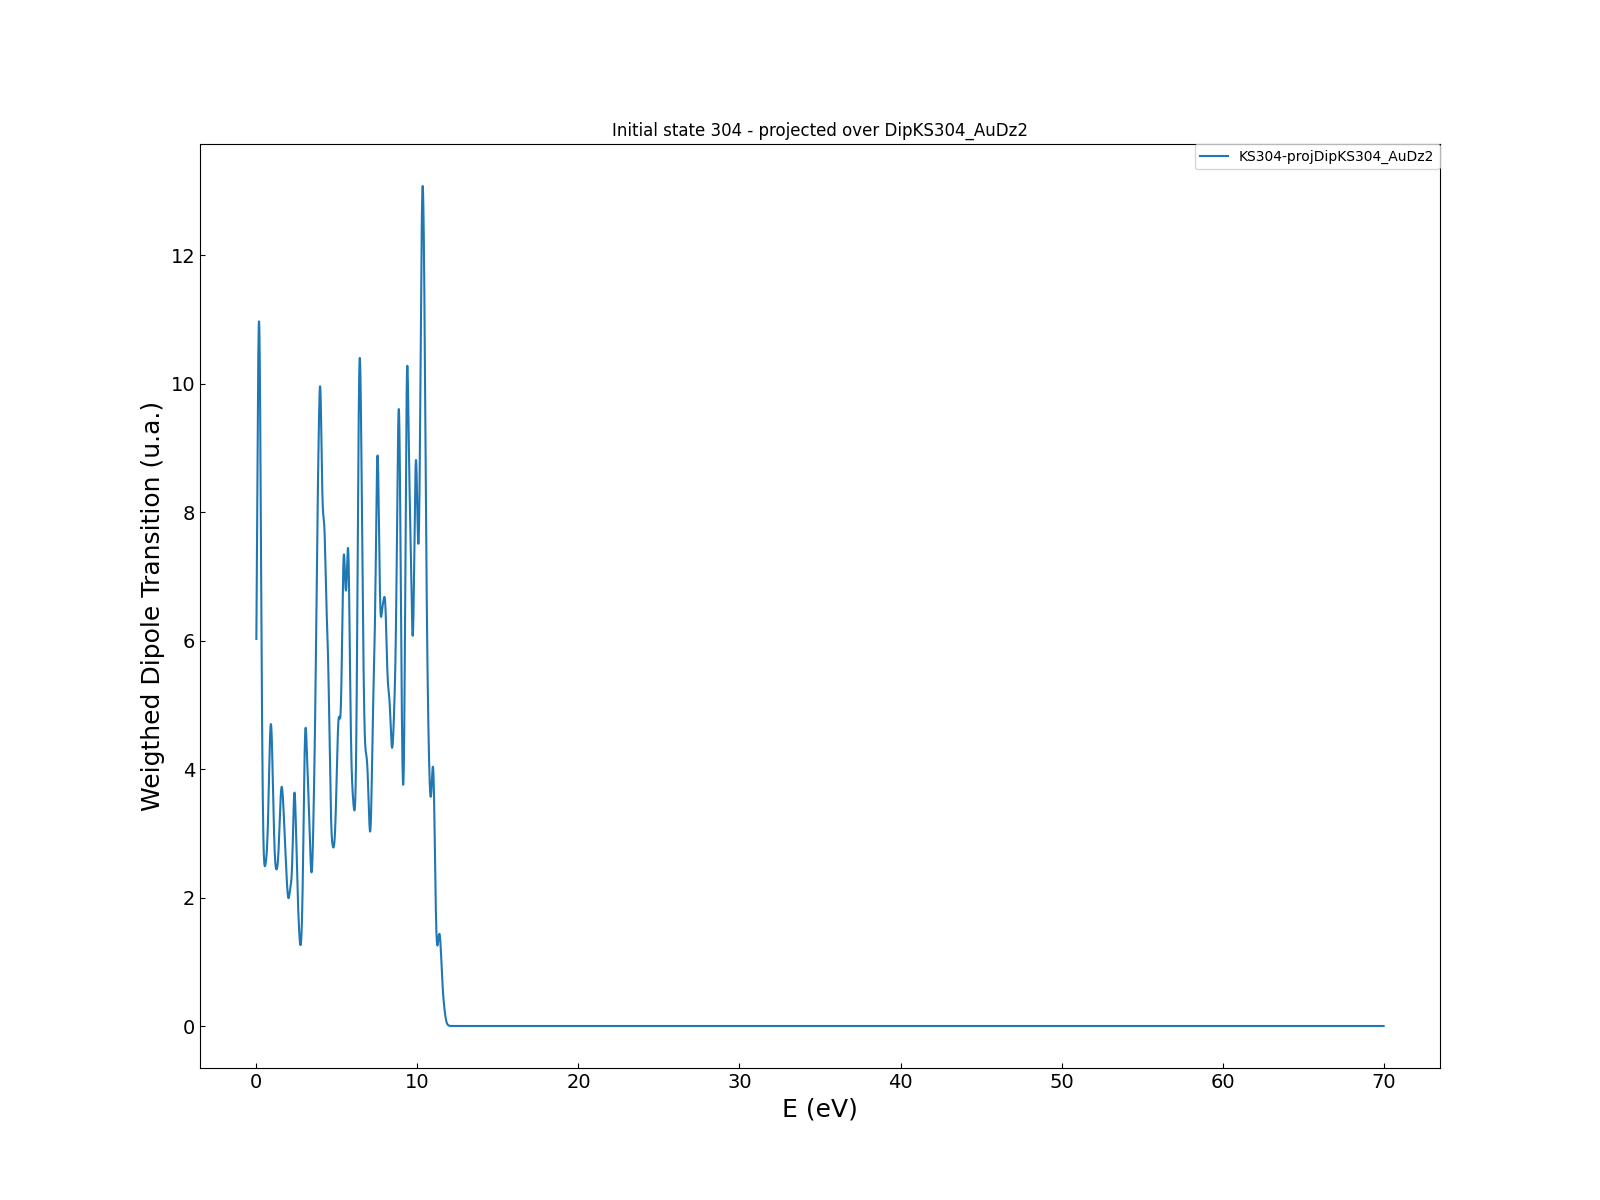 Initial state 304 - projected over DipKS304_AuDz2
KS304-projDipKS304_AuDz2
Weigthed Dipole Transition (u.a.)
12
10
8
6
4
2
0
0 10 20 30 40 50 60 70
E (eV)